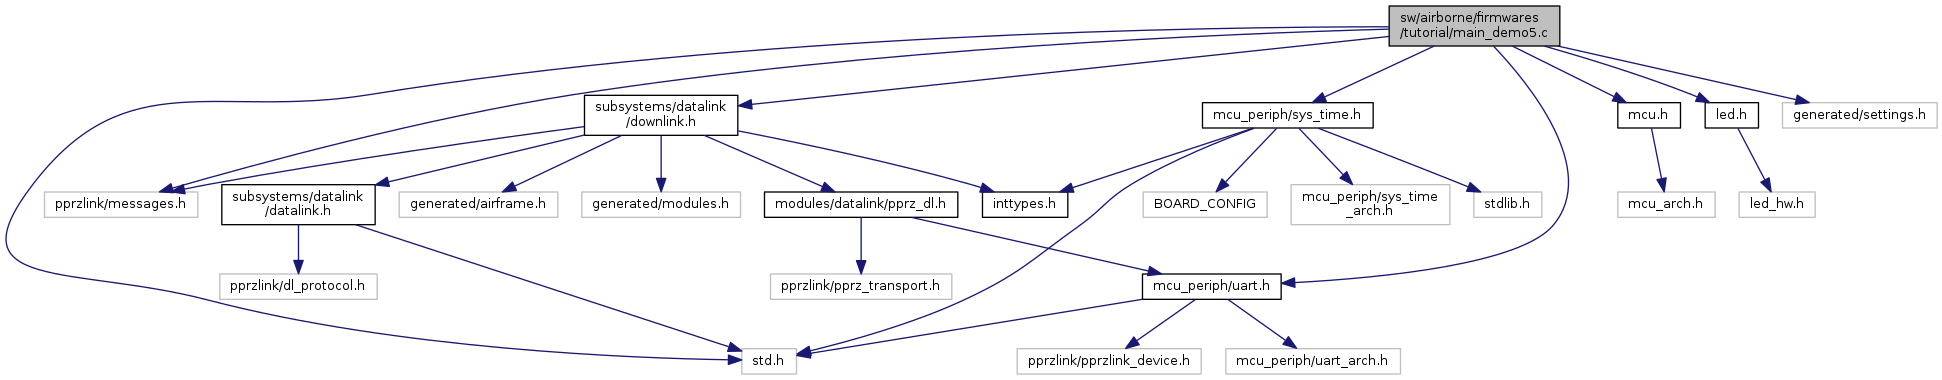 sw/airborne/firmwares
/tutorial/main_demo5.c
subsystems/datalink
/downlink.h
mcu_periph/sys_time.h
mcu.h
led.h
generated/settings.h
pprzlink/messages.h
subsystems/datalink
/datalink.h
generated/airframe.h
generated/modules.h
modules/datalink/pprz_dl.h
inttypes.h
BOARD_CONFIG
mcu_periph/sys_time
_arch.h
stdlib.h
mcu_arch.h
led_hw.h
pprzlink/dl_protocol.h
pprzlink/pprz_transport.h
mcu_periph/uart.h
std.h
pprzlink/pprzlink_device.h
mcu_periph/uart_arch.h